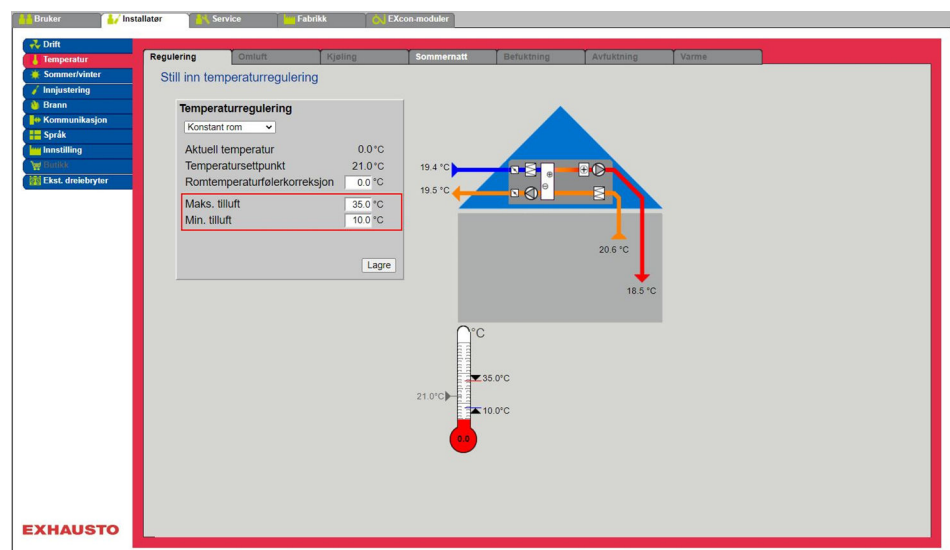 Bruker Installatør Service Fabrikk EXcon-moduler
Drift
Temperatur
Sommer/vinter
Innjustering
Brann
Kommunikasjon
Språk
Innstilling
Butikk
Ekst. dreiebryter
Regulering Omluft Kjøling Sommernatt Befuktning Avfuktning Varme
Still inn temperaturregulering
Temperaturregulering
Konstant rom
Aktuell temperatur 0.0 °C
Temperatursettpunkt 21.0 °C
Romtemperaturfølerkorreksjon 0.0 °C
Maks. tilluft 35.0 °C
Min. tilluft 10.0 °C
Lagre
19.4 °C
19.5 °C
20.6 °C
18.5 °C
°C
35.0°C
21.0°C
10.0°C
0.0
EXHAUSTO